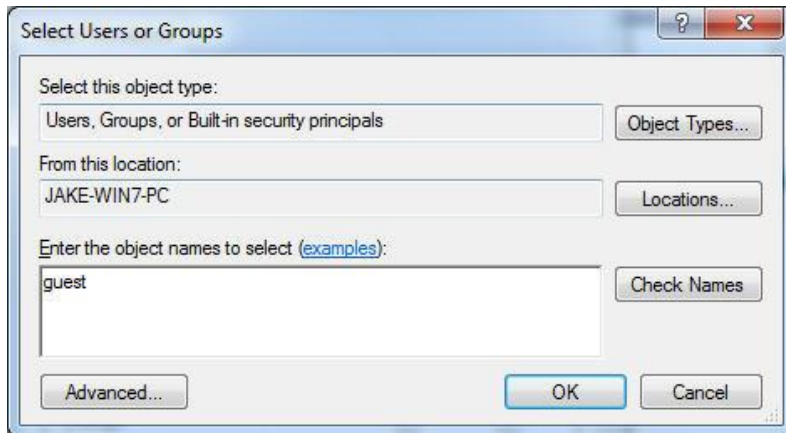 Select Users or Groups
?
X
Select this object type:
Users, Groups, or Built-in security principals
Object Types...
From this location:
JAKE-WIN7-PC
Locations...
Enter the object names to select (examples):
guest
Check Names
Advanced...
OK
Cancel